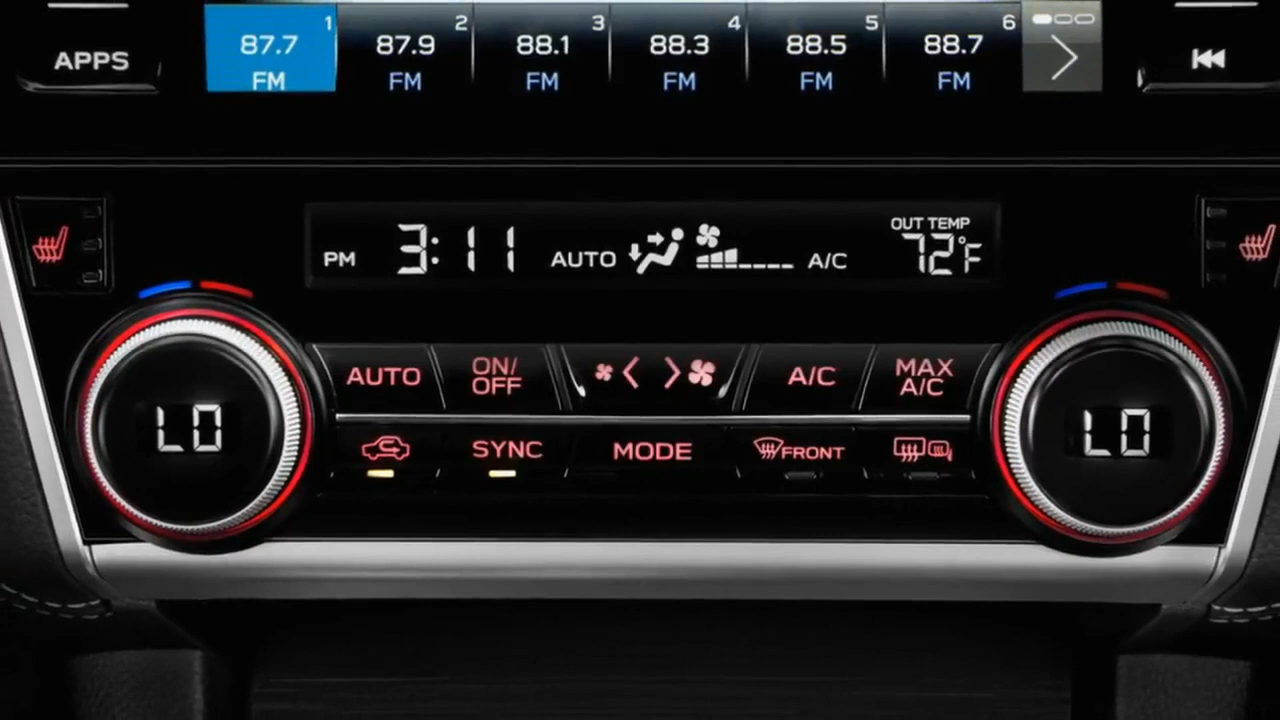 APPS
1 2 3 4 5 6
87.7 87.9 88.1 88.3 88.5 88.7
FM FM FM FM FM FM
OUT TEMP
PM 3:11 AUTO A/C 72°F
AUTO ON/OFF A/C MAX A/C
LO LO
SYNC MODE FRONT